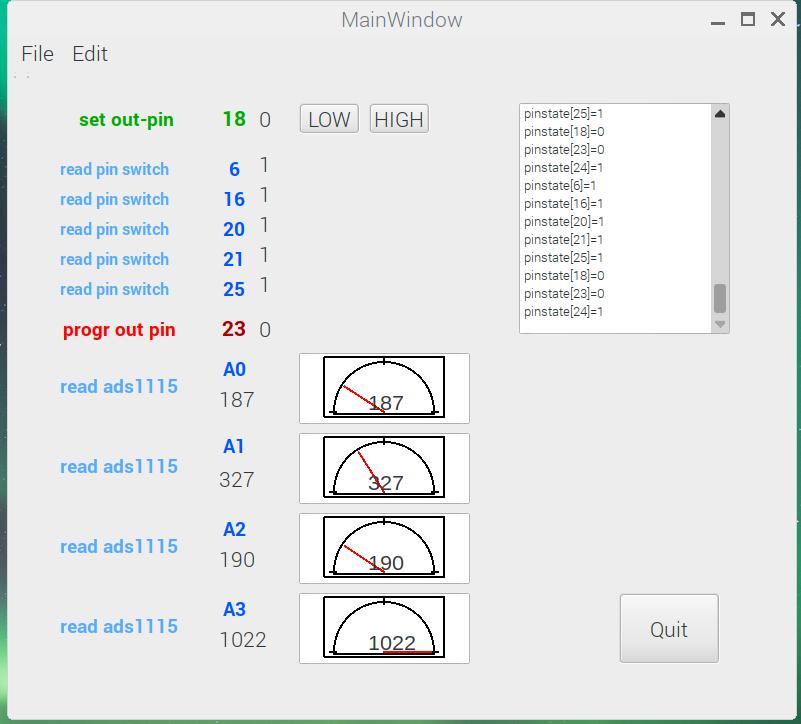 MainWindow
File Edit
set out-pin 18 0 LOW HIGH
read pin switch 6 1
read pin switch 16 1
read pin switch 20 1
read pin switch 21 1
read pin switch 25 1
progr out pin 23 0
pinstate[25]=1
pinstate[18]=0
pinstate[23]=0
pinstate[24]=1
pinstate[6]=1
pinstate[16]=1
pinstate[20]=1
pinstate[21]=1
pinstate[25]=1
pinstate[18]=0
pinstate[23]=0
pinstate[24]=1
A0
read ads1115
187
187
A1
read ads1115
327
327
A2
read ads1115
190
190
A3
read ads1115
1022
1022
Quit